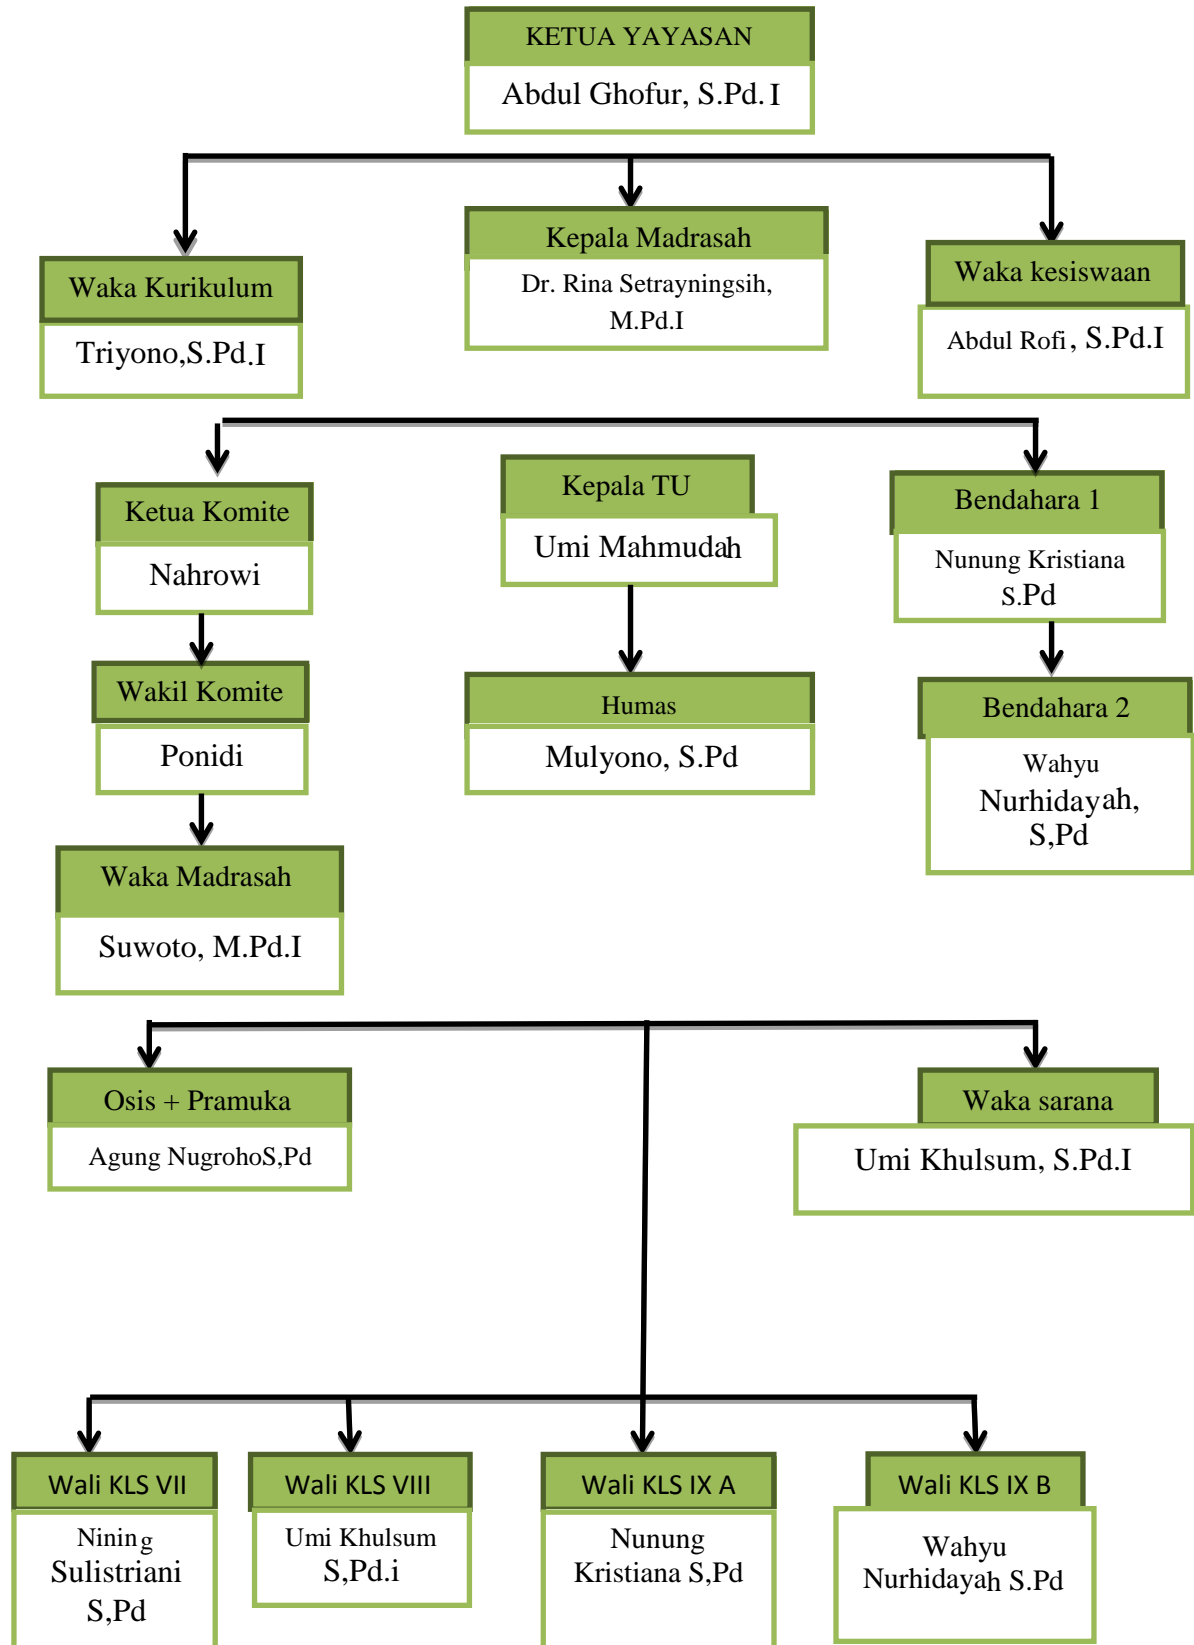 KETUA YAYASAN
Abdul Ghofur, S.Pd.I
Kepala Madrasah
Dr. Rina Setrayningsih,
M.Pd.I
Waka Kurikulum
Triyono,S.Pd.I
Waka kesiswaan
Abdul Rofi, S.Pd.I
Ketua Komite
Nahrowi
Kepala TU
Umi Mahmudah
Bendahara 1
Nunung Kristiana
S.Pd
Wakil Komite
Ponidi
Humas
Mulyono, S.Pd
Bendahara 2
Wahyu
Nurhidayah,
S,Pd
Waka Madrasah
Suwoto, M.Pd.I
Osis + Pramuka
Agung NugrohoS,Pd
Waka sarana
Umi Khulsum, S.Pd.I
Wali KLS VII
Nining
Sulistriani
S,Pd
Wali KLS VIII
Umi Khulsum
S,Pd.i
Wali KLS IX A
Nunung
Kristiana S,Pd
Wali KLS IX B
Wahyu
Nurhidayah S.Pd